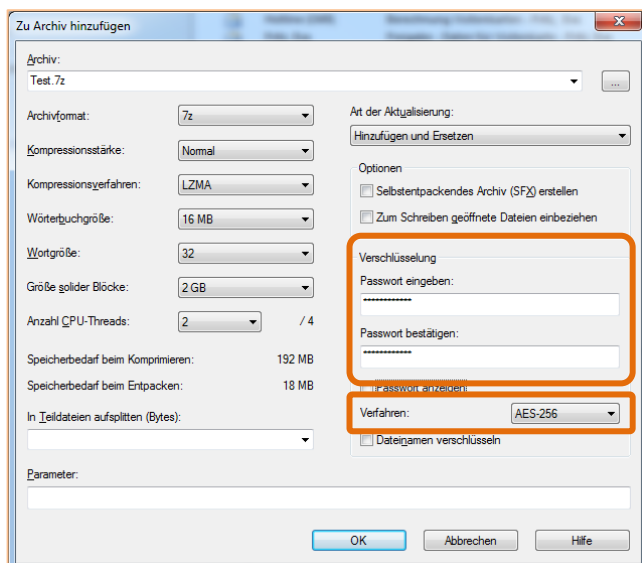 Zu Archiv hinzufügen
Archiv:
Test.7z
...
Archivformat: 7z
Kompressionsstärke: Normal
Kompressionsverfahren: LZMA
Wörterbuchgröße: 16 MB
Wortgröße: 32
Größe solider Blöcke: 2 GB
Anzahl CPU-Threads: 2 / 4
Speicherbedarf beim Komprimieren: 192 MB
Speicherbedarf beim Entpacken: 18 MB
In Teildateien aufsplitten (Bytes):
Art der Aktualisierung:
Hinzufügen und Ersetzen
Optionen
Selbstentpackendes Archiv (SFX) erstellen
Zum Schreiben geöffnete Dateien einbeziehen
Verschlüsselung
Passwort eingeben:
************
Passwort bestätigen:
************
Passwort anzeigen
Verfahren: AES-256
Dateinamen verschlüsseln
Parameter:
OK Abbrechen Hilfe